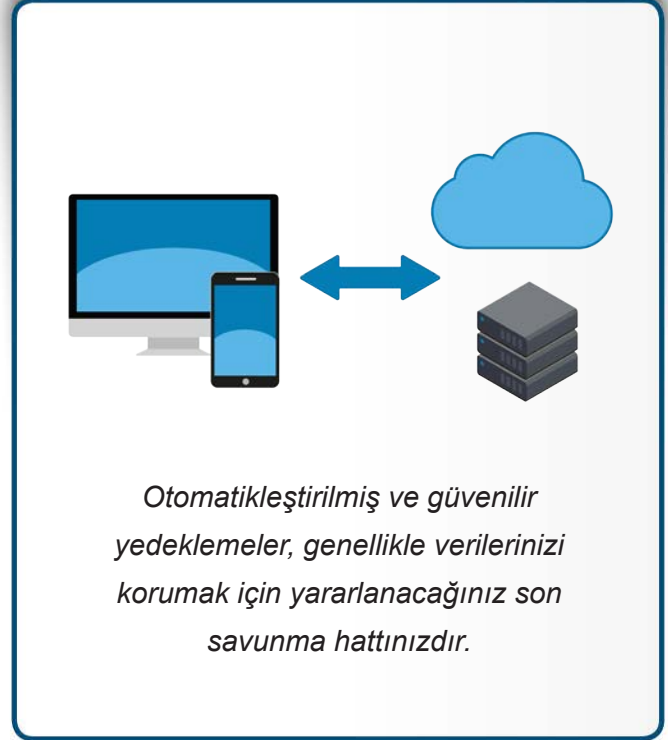 Otomatikleştirilmiş ve güvenilir
yedeklemeler, genellikle verilerinizi
korumak için yararlanacağınız son
savunma hattınızdır.